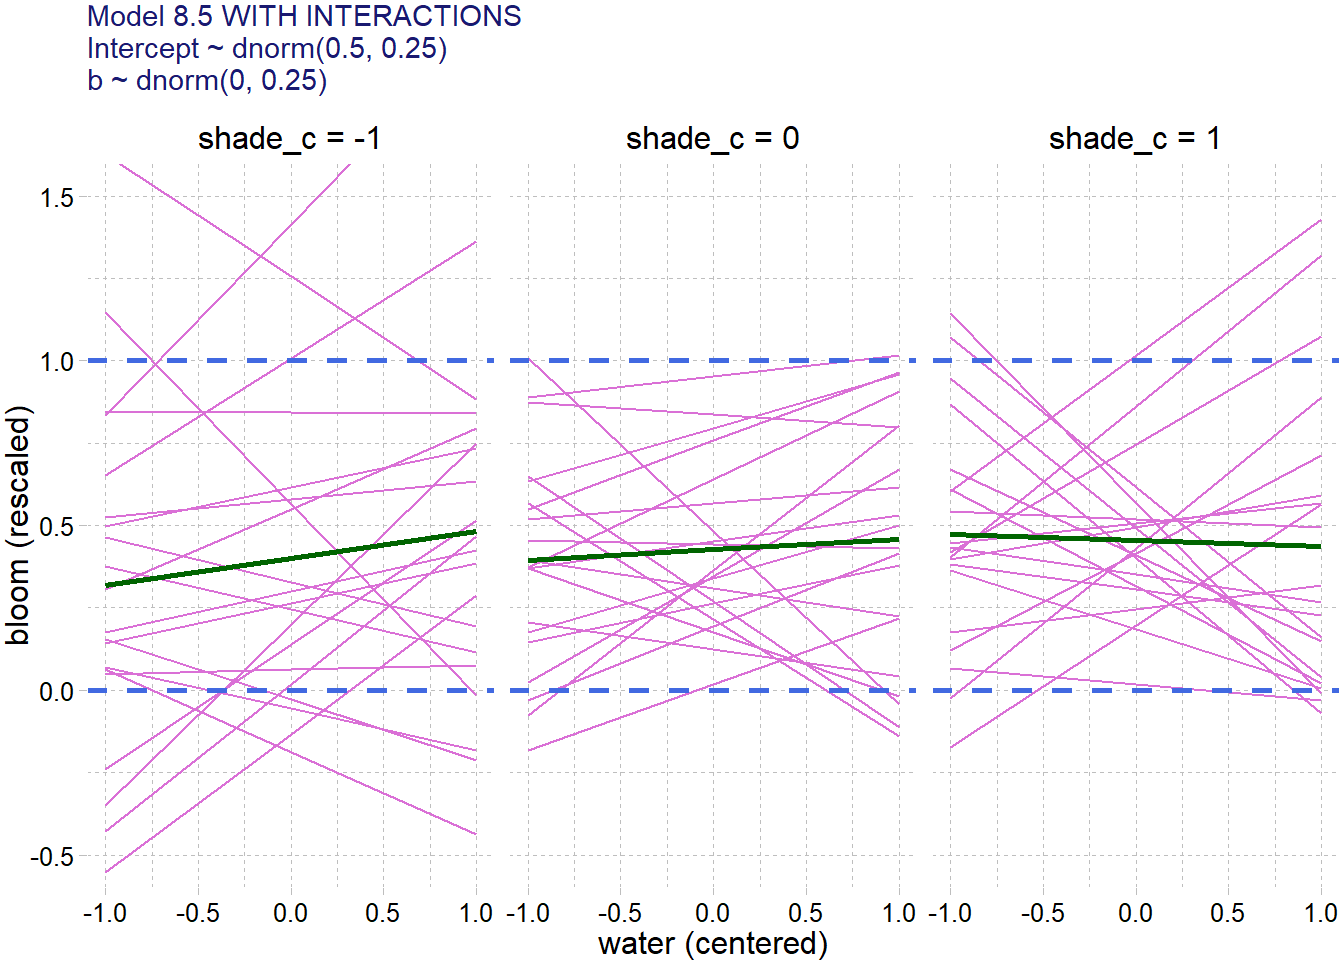 Model 8.5 WITH INTERACTIONS
Intercept ~ dnorm(0.5, 0.25)
b ~ dnorm(0, 0.25)
shade_c = -1 shade_c = 0 shade_c = 1
1.5
1.0
0.5
0.0
-0.5
bloom (rescaled)
-1.0 -0.5 0.0 0.5 1.0 -1.0 -0.5 0.0 0.5 1.0 -1.0 -0.5 0.0 0.5 1.0
water (centered)